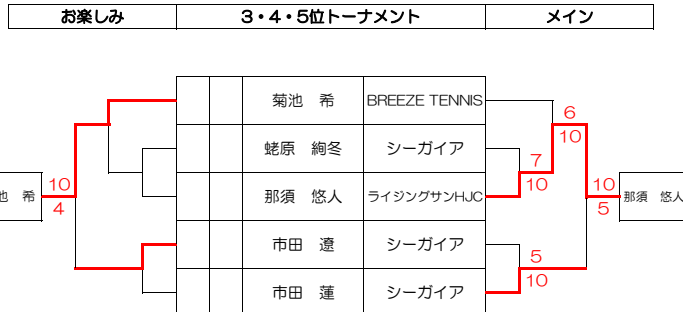 お楽しみ 3・4・5位トーナメント メイン
菊池 希 BREEZE TENNIS
6
10
蛯原 絢冬 シーガイア
7
10
池 希 10 4 那須 悠人 ライジングサンHJC 10 5 那須 悠人
市田 遼 シーガイア
5
10
市田 蓮 シーガイア